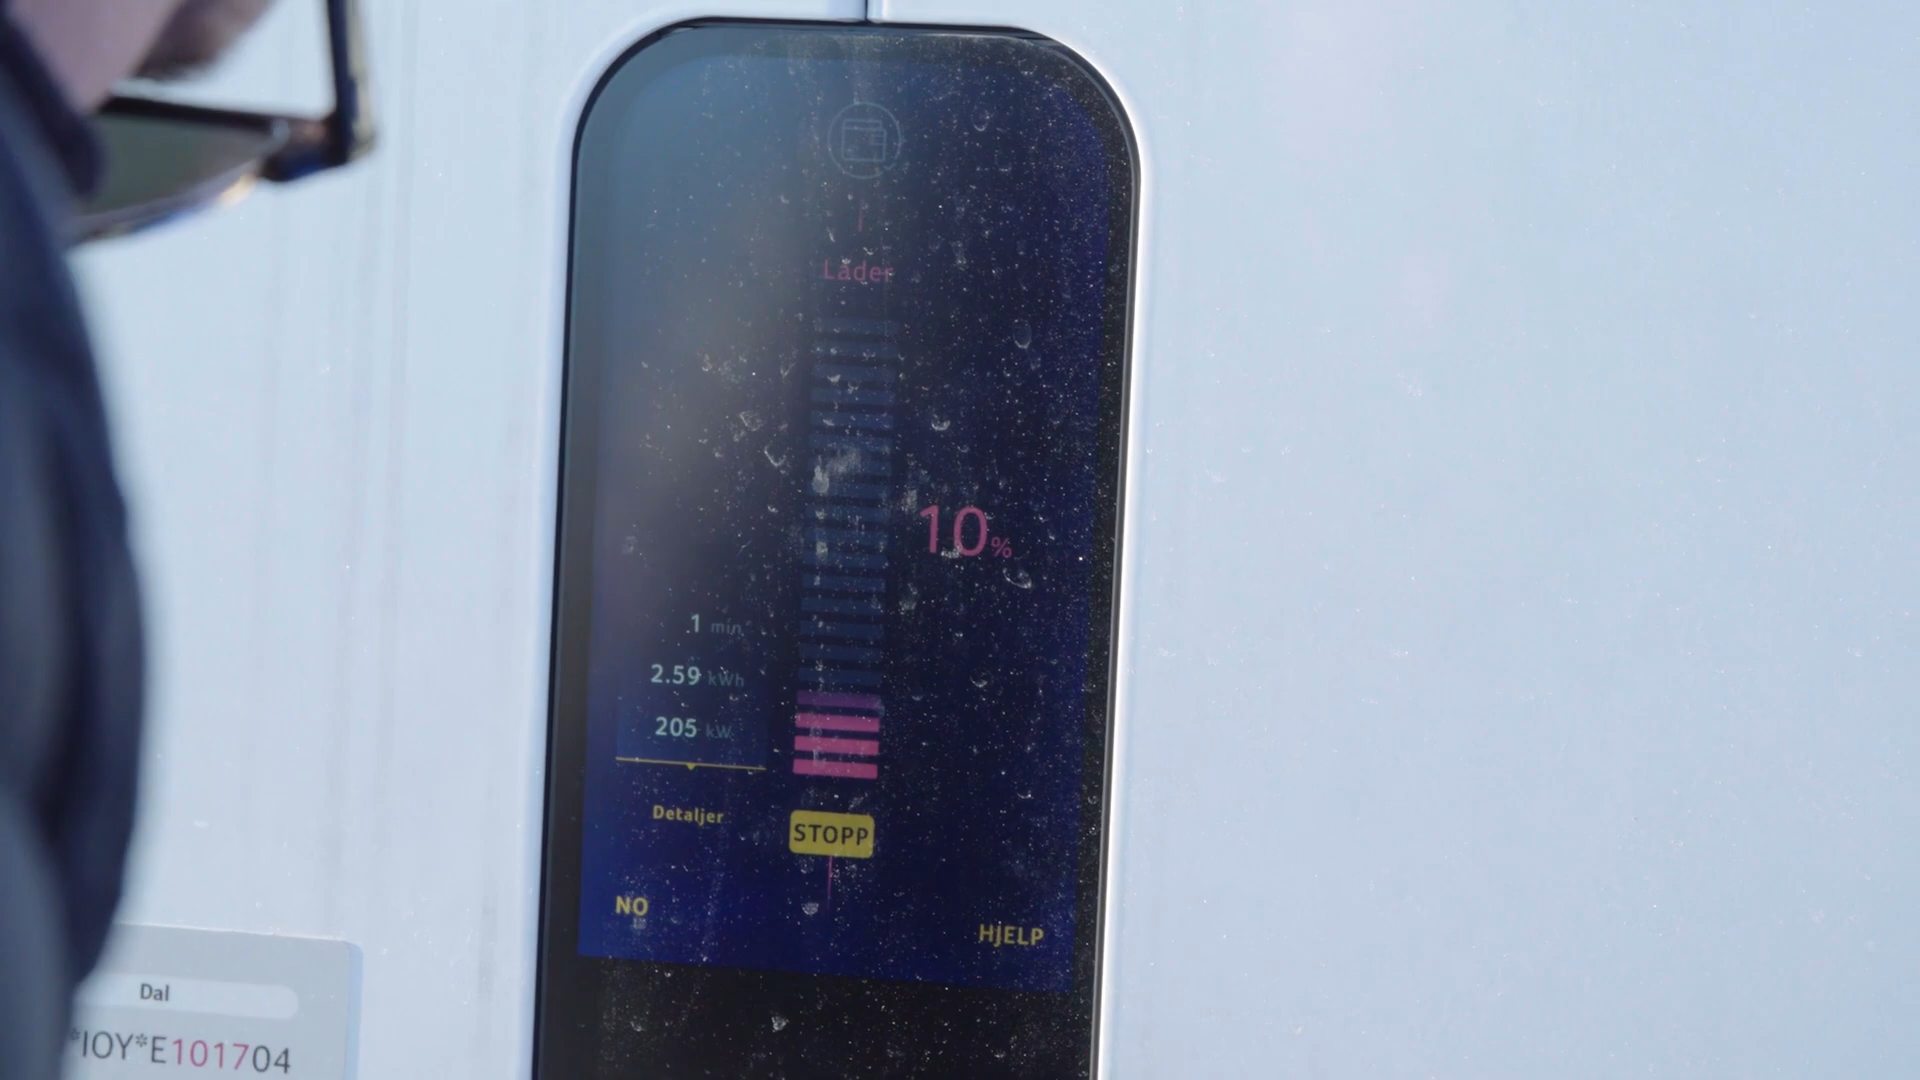 Lader
10%
1 min
2.59 kWh
205 kW
Detaljer
STOPP
NO
HJELP
Dal
*IOY*E101704